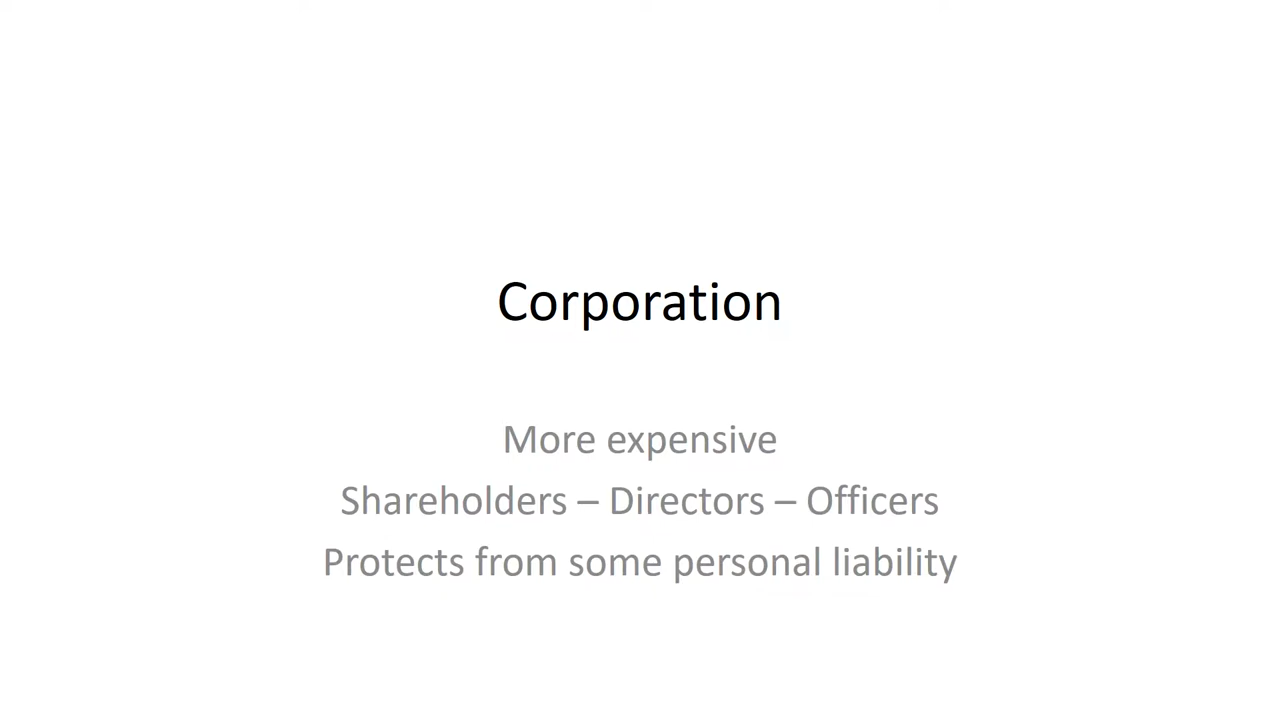 Corporation
More expensive
Shareholders – Directors – Officers
Protects from some personal liability